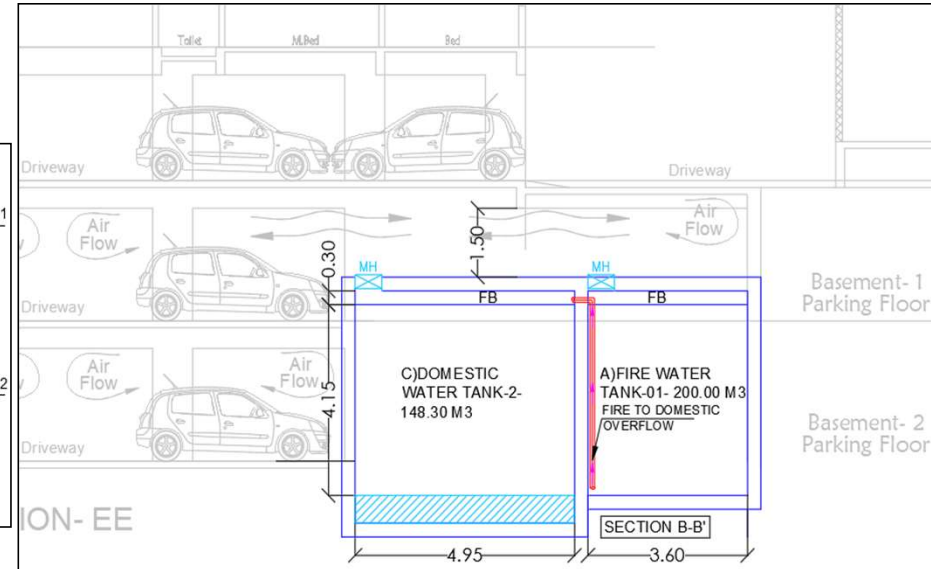 Toilet
M.Bed
Bed
Driveway
Driveway
1
Air
Flow
Air
Flow
1.50
0.30
MH
MH
FB
FB
Basement- 1
Parking Floor
Driveway
2
Air
Flow
Air
Flow
4.15
C)DOMESTIC
WATER TANK-2-
148.30 M3
A)FIRE WATER
TANK-01- 200.00 M3
FIRE TO DOMESTIC
OVERFLOW
Basement- 2
Parking Floor
Driveway
ION- EE
SECTION B-B'
4.95
3.60